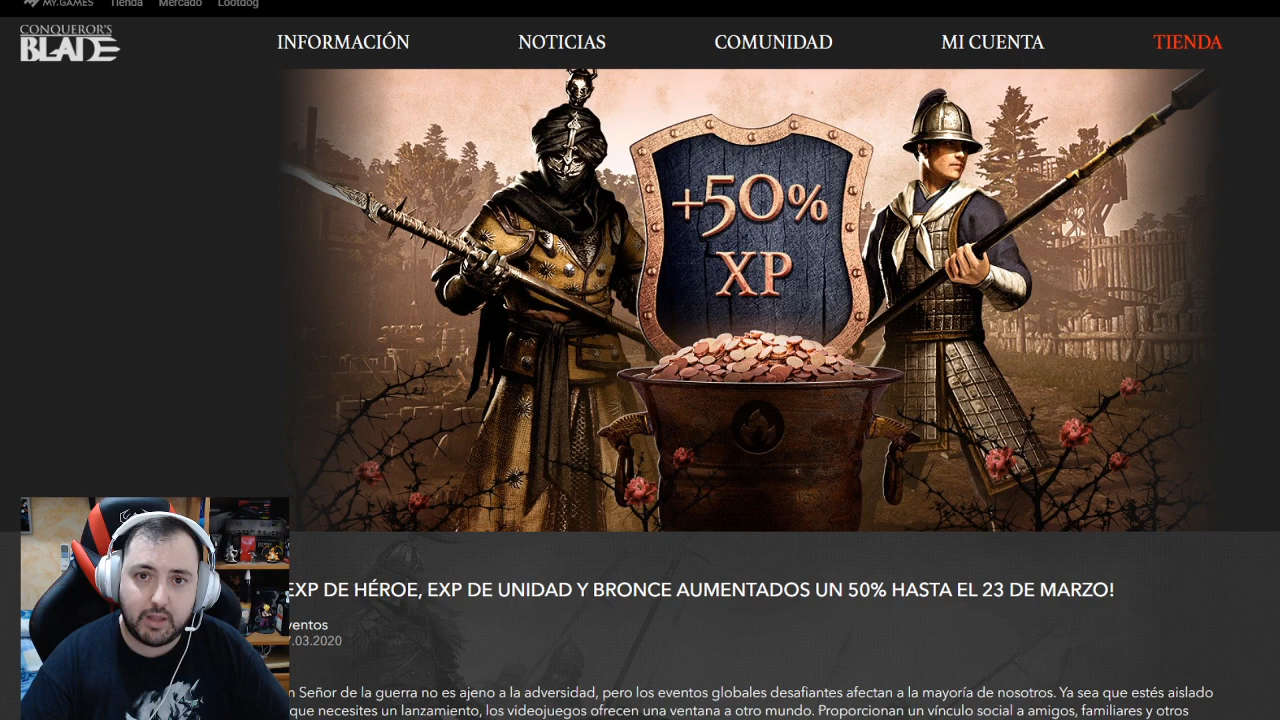 MY.GAMES Tienda Mercado Lootdog
CONQUEROR'S
BLADE
INFORMACIÓN NOTICIAS COMUNIDAD MI CUENTA TIENDA
+50%
XP
EXP DE HÉROE, EXP DE UNIDAD Y BRONCE AUMENTADOS UN 50% HASTA EL 23 DE MARZO!
ventos
.03.2020
n Señor de la guerra no es ajeno a la adversidad, pero los eventos globales desafiantes afectan a la mayoría de nosotros. Ya sea que estés aislado
que necesites un lanzamiento, los videojuegos ofrecen una ventana a otro mundo. Proporcionan un vínculo social a amigos, familiares y otros